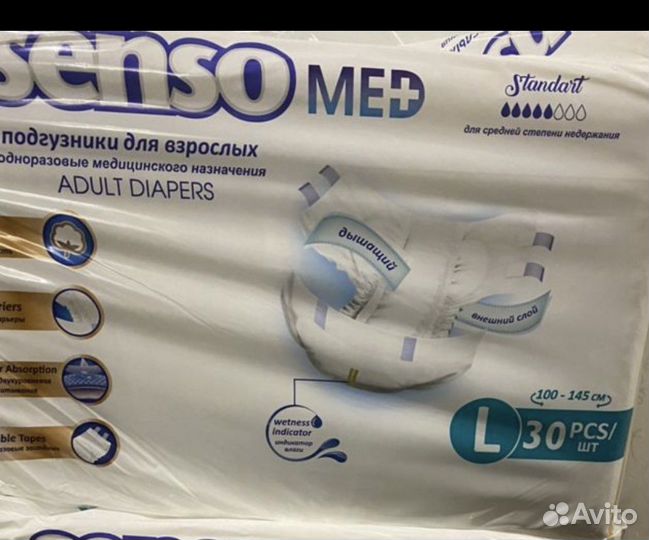 senso MED
Standart
для средней степени недержания
подгузники для взрослых
одноразовые медицинского назначения
ADULT DIAPERS
дышащий
внешний слой
Absorption
Tapes
wetness
indicator
индикатор
влаги
100 - 145 см
L 30 PCS/
ШТ
Avito